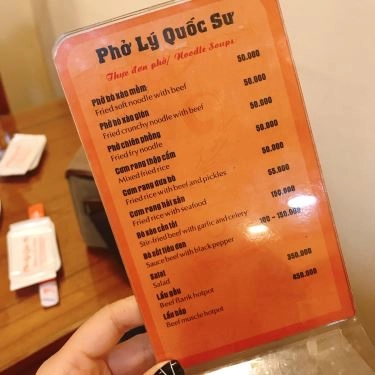 Phở Lý Quốc Sư
Thực đơn phở/ Noodle Soups
Phở bò xào mềm 50.000
Fried soft noodle with beef
Phở bò xào giòn 50.000
Fried crunchy noodle with beef
Phở chiên phồng 50.000
Fried fry noodle
Cơm rang thập cẩm 50.000
Mixed fried rice
Cơm rang dưa bò 50.000
Fried rice with beef and pickles
Cơm rang hải sản 55.000
Fried rice with seafood
Bò xào cần tỏi 150.000
Stir-fried beef with garlic and celery
Bò sốt tiêu đen 100 - 150.000
Sauce beef with black pepper
Salat
Salad
Lẩu gầu 350.000
Beef flank hotpot
Lẩu bắp 450.000
Beef muscle hotpot